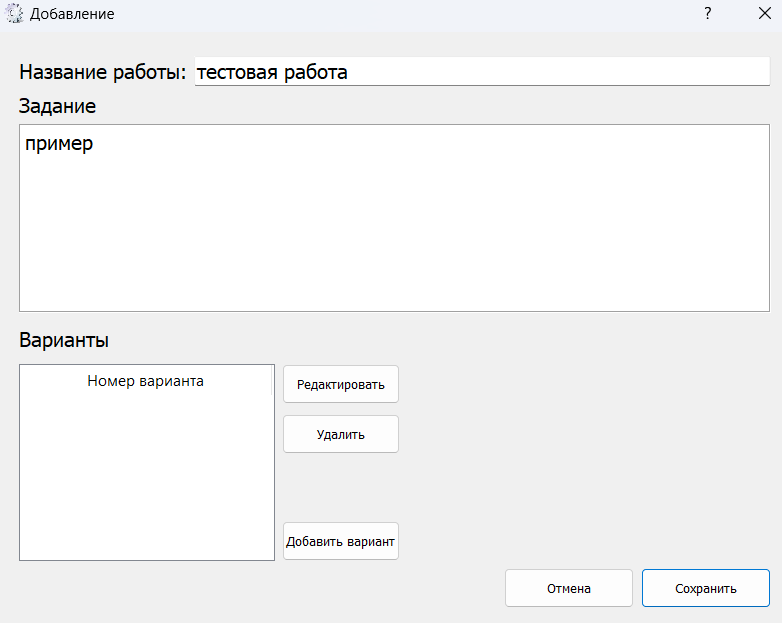 Добавление
Название работы: тестовая работа
Задание
пример
Варианты
Номер варианта
Редактировать
Удалить
Добавить вариант
Отмена
Сохранить